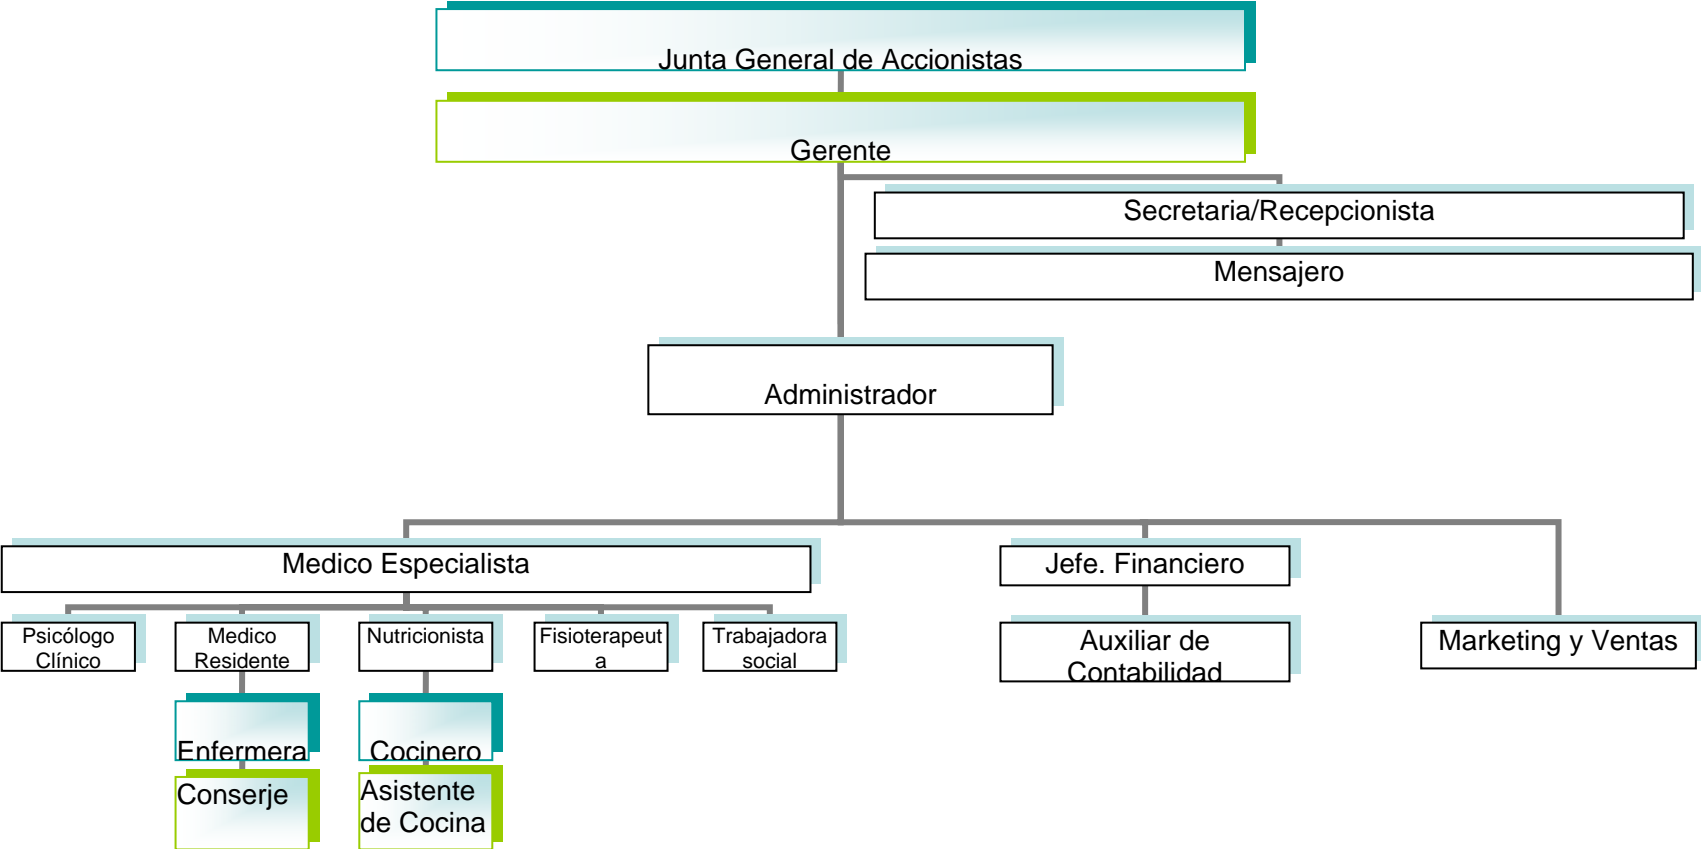 Junta General de Accionistas
Gerente
Secretaria/Recepcionista
Mensajero
Administrador
Medico Especialista
Jefe. Financiero
Psicólogo
Clínico
Medico
Residente
Nutricionista
Fisioterapeut
a
Trabajadora
social
Auxiliar de
Contabilidad
Marketing y Ventas
Enfermera
Cocinero
Conserje
Asistente
de Cocina